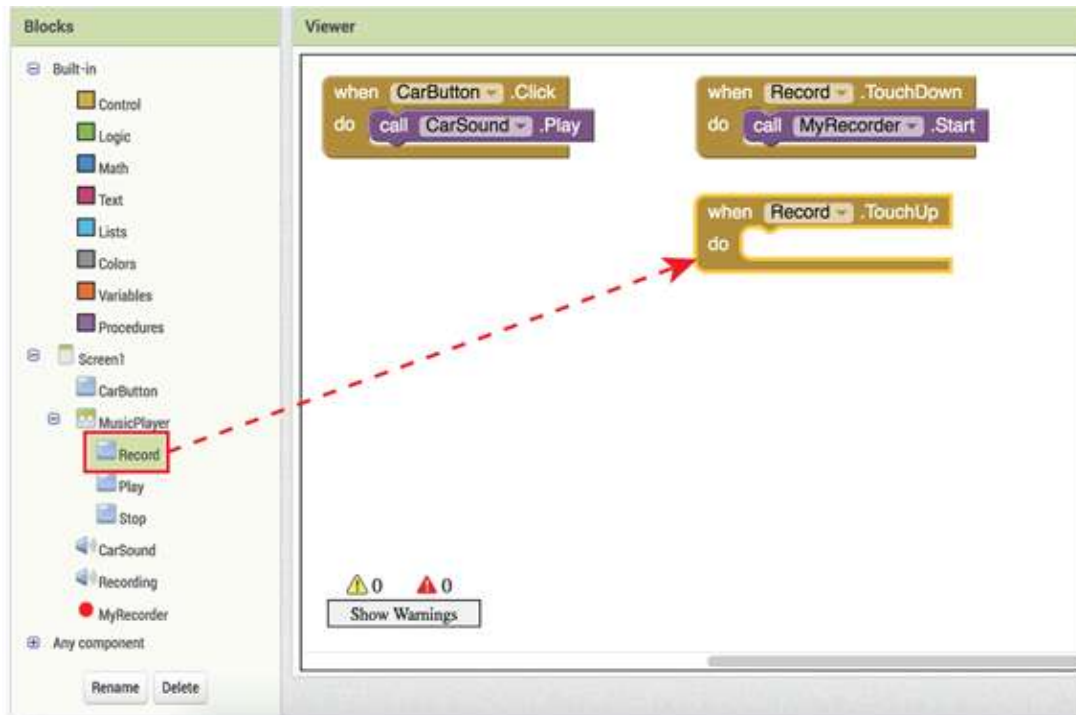 Blocks
Built-in
Control
Logic
Math
Text
Lists
Colors
Variables
Procedures
Screen1
CarButton
MusicPlayer
Record
Play
Stop
CarSound
Recording
MyRecorder
Any component
Rename Delete
Viewer
when CarButton .Click
do call CarSound .Play
when Record .TouchDown
do call MyRecorder .Start
when Record .TouchUp
do
0 0
Show Warnings